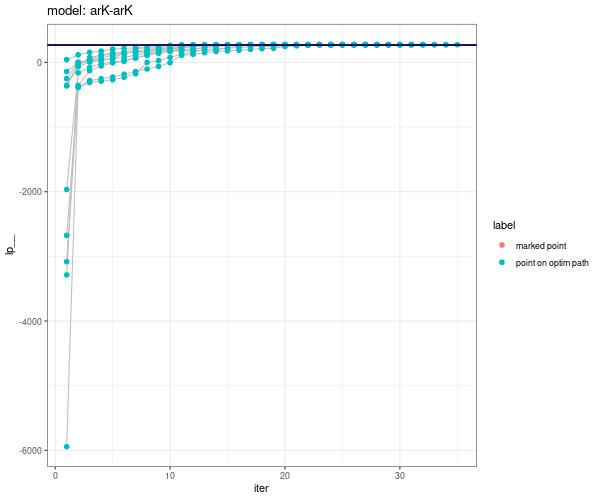 model: arK-arK
0
-2000
-4000
-6000
lp__
0
10
20
30
iter
label
marked point
point on optim path